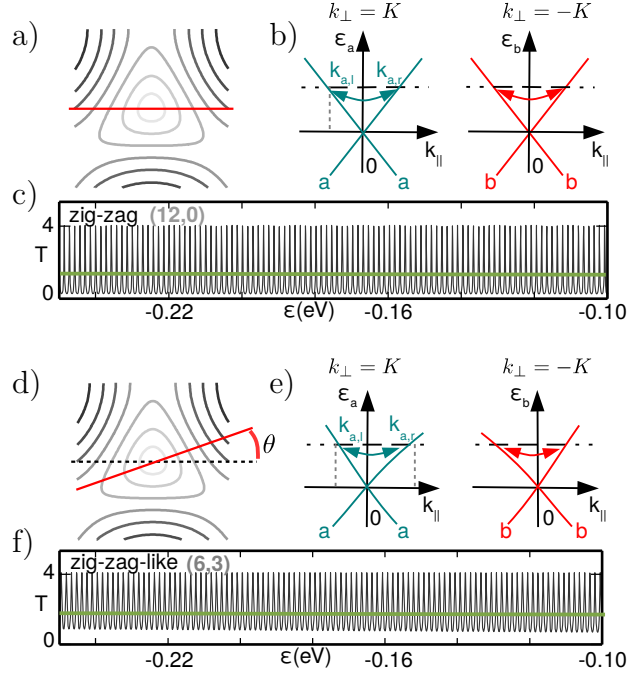 a)
b)
k⊥ = K
k⊥ = −K
εa
εb
ka,l
ka,r
0
k||
0
k||
a
a
b
b
c)
zig-zag (12,0)
4
T
0
-0.22
ε(eV)
-0.16
-0.10
d)
e)
k⊥ = K
k⊥ = −K
εa
εb
ka,l
ka,r
θ
0
k||
0
k||
a
a
b
b
f)
zig-zag-like (6,3)
4
T
0
-0.22
ε(eV)
-0.16
-0.10